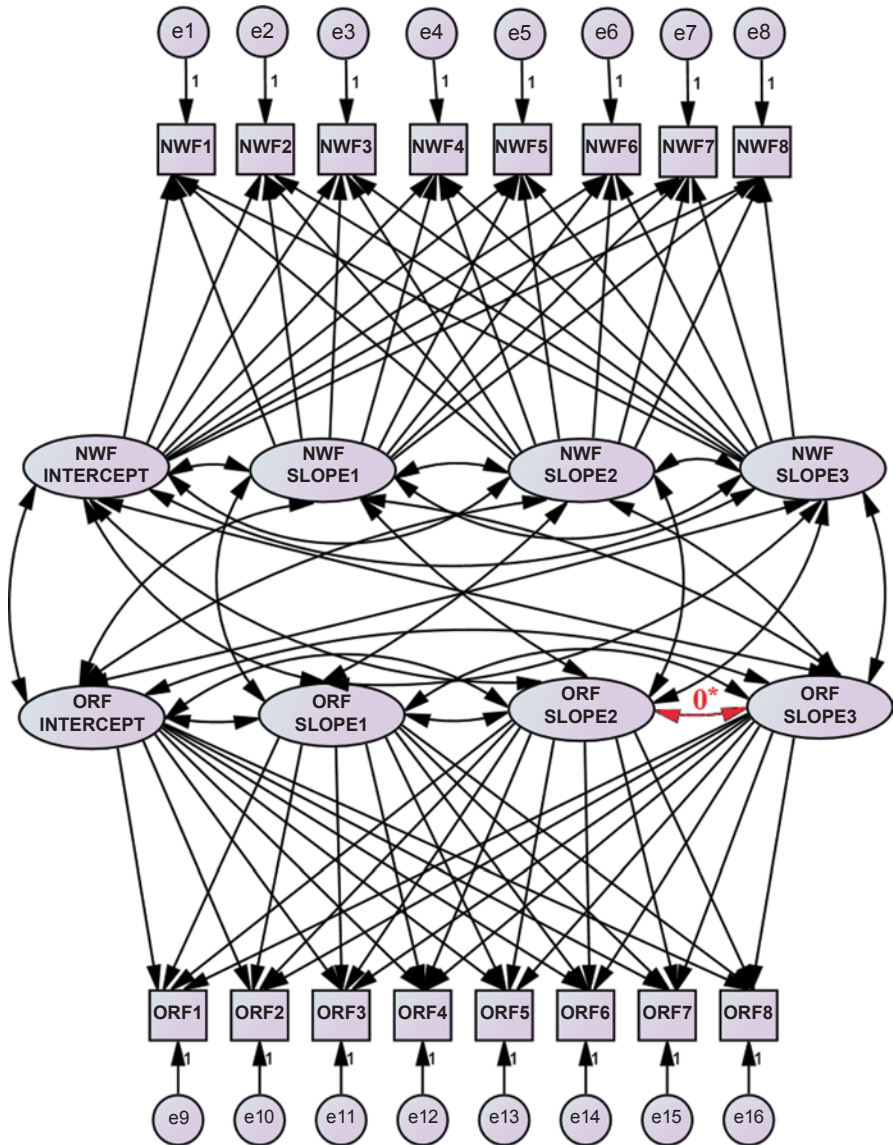 e1 e2 e3 e4 e5 e6 e7 e8
1 1 1 1 1 1 1 1
NWF1 NWF2 NWF3 NWF4 NWF5 NWF6 NWF7 NWF8
NWF INTERCEPT
NWF SLOPE1
NWF SLOPE2
NWF SLOPE3
ORF INTERCEPT
ORF SLOPE1
ORF SLOPE2
0*
ORF SLOPE3
ORF1 ORF2 ORF3 ORF4 ORF5 ORF6 ORF7 ORF8
1 1 1 1 1 1 1 1
e9 e10 e11 e12 e13 e14 e15 e16